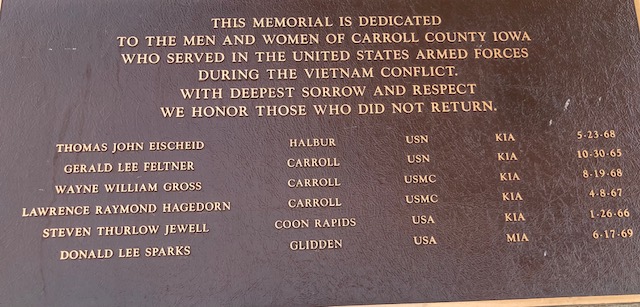 THIS MEMORIAL IS DEDICATED
TO THE MEN AND WOMEN OF CARROLL COUNTY IOWA
WHO SERVED IN THE UNITED STATES ARMED FORCES
DURING THE VIETNAM CONFLICT.
WITH DEEPEST SORROW AND RESPECT
WE HONOR THOSE WHO DID NOT RETURN.
THOMAS JOHN EISCHEID HALBUR USN KIA 5-23-68
GERALD LEE FELTNER CARROLL USN KIA 10-30-65
WAYNE WILLIAM GROSS CARROLL USMC KIA 8-19-68
LAWRENCE RAYMOND HAGEDORN CARROLL USMC KIA 4-8-67
STEVEN THURLOW JEWELL COON RAPIDS USA KIA 1-26-66
DONALD LEE SPARKS GLIDDEN USA MIA 6-17-69